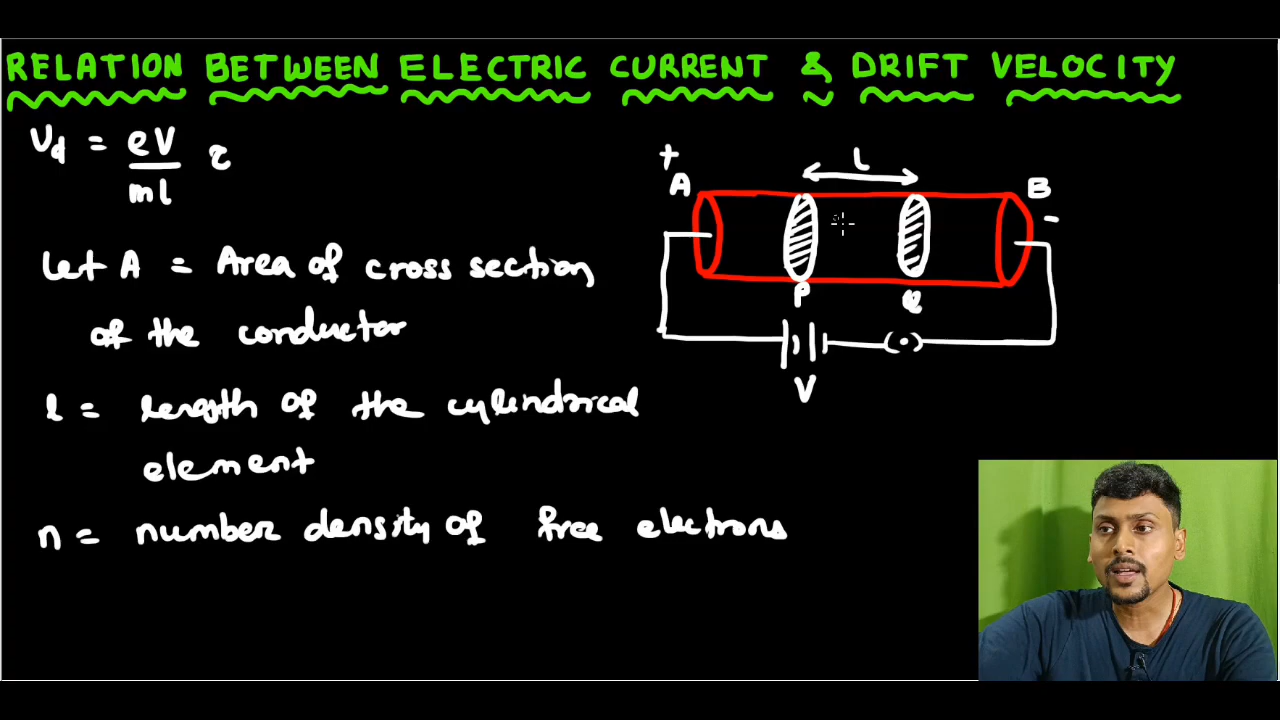 RELATION BETWEEN ELECTRIC CURRENT & DRIFT VELOCITY
Vd = eV/ml τ
Let A = Area of cross section
of the conductor
l = length of the cylindrical
element
n = number density of free electrons
+
A
l
B
-
P
Q
V